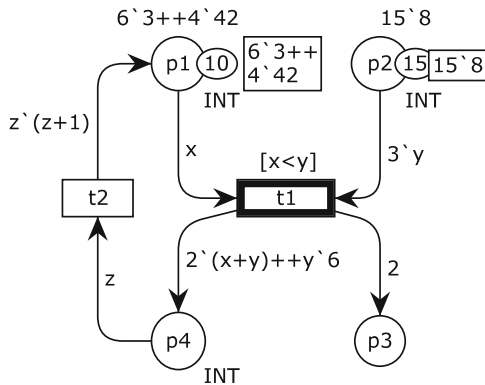 6`3++4`42
15`8
p1
10
6`3++
4`42
p2
15
15`8
INT
INT
z`(z+1)
x
3`y
[x<y]
t2
t1
z
2`(x+y)++y`6
2
p4
p3
INT